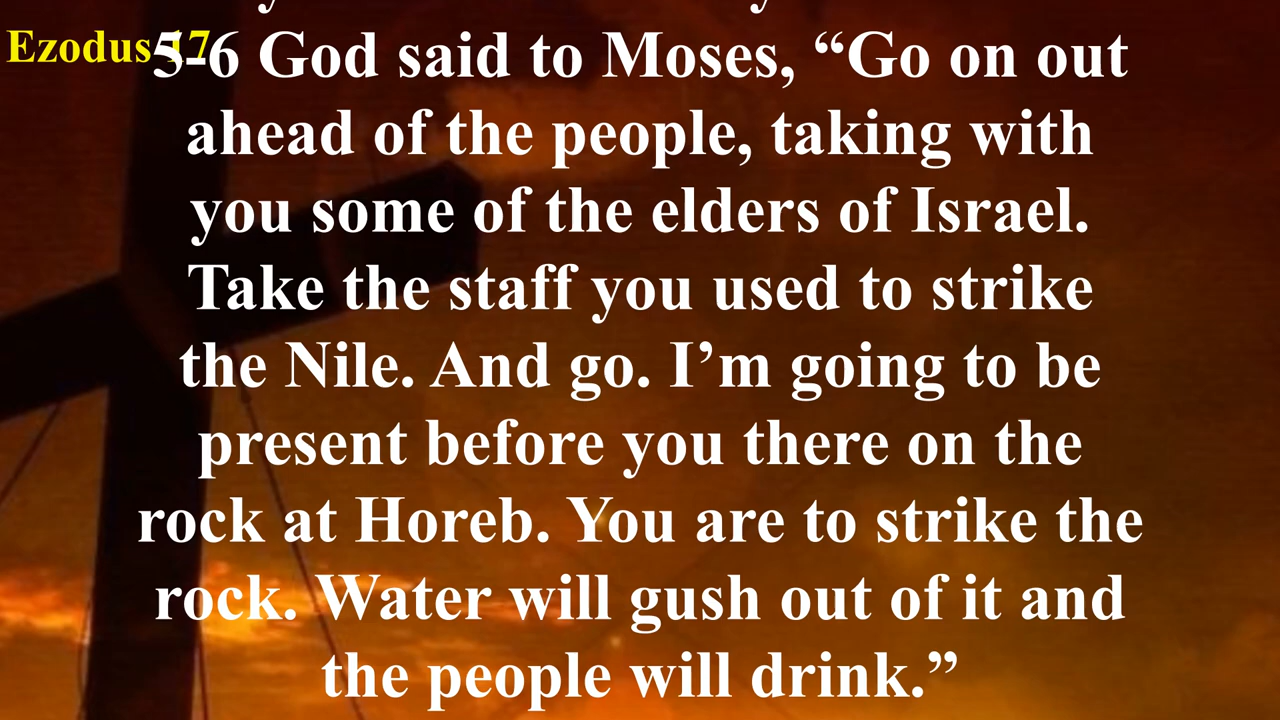 Ezodus 17
5-6 God said to Moses, “Go on out
ahead of the people, taking with
you some of the elders of Israel.
Take the staff you used to strike
the Nile. And go. I’m going to be
present before you there on the
rock at Horeb. You are to strike the
rock. Water will gush out of it and
the people will drink.”